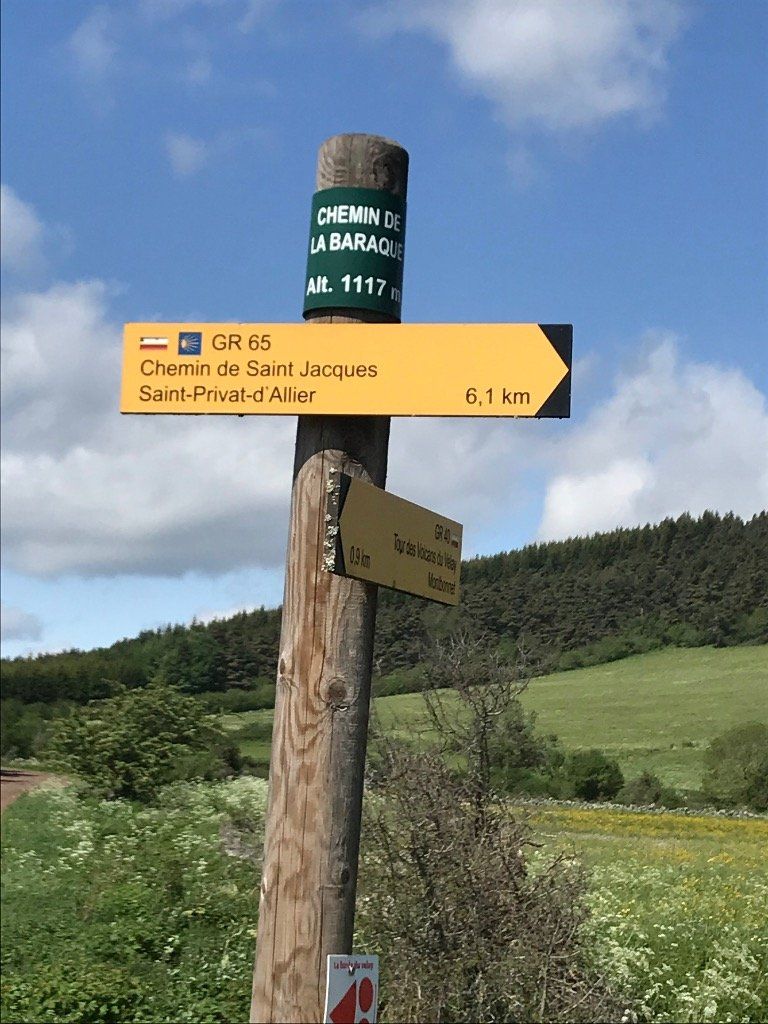 CHEMIN DE
LA BARAQUE
Alt. 1117 m
GR 65
Chemin de Saint Jacques
Saint-Privat-d'Allier 6,1 km
GR 40
Tour des Volcans du Velay
0,9 km Montbonnet